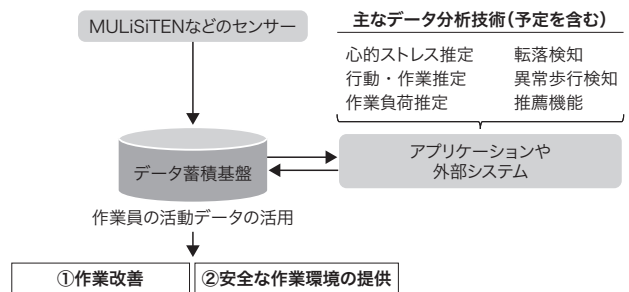 MULiSiTENなどのセンサー
主なデータ分析技術(予定を含む)
心的ストレス推定 転落検知
行動・作業推定 異常歩行検知
作業負荷推定 推薦機能
データ蓄積基盤
アプリケーションや
外部システム
作業員の活動データの活用
①作業改善 ②安全な作業環境の提供